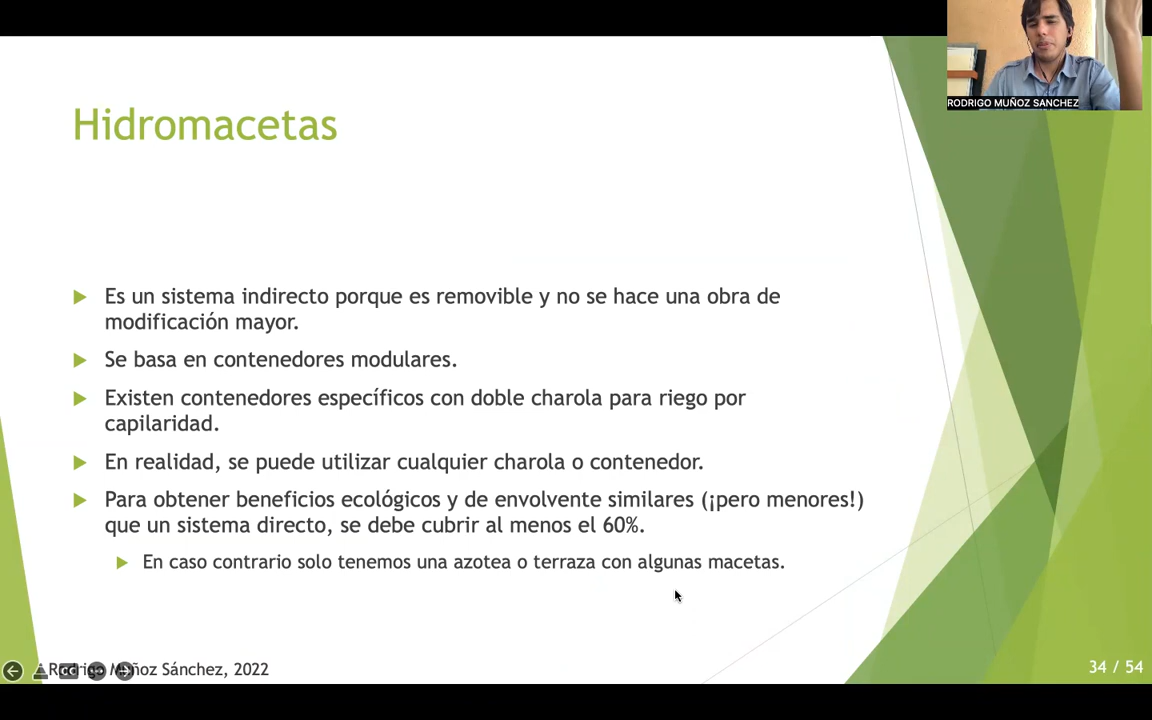 RODRIGO MUÑOZ SANCHEZ
Hidromacetas
Es un sistema indirecto porque es removible y no se hace una obra de
modificación mayor.
Se basa en contenedores modulares.
Existen contenedores específicos con doble charola para riego por
capilaridad.
En realidad, se puede utilizar cualquier charola o contenedor.
Para obtener beneficios ecológicos y de envolvente similares (¡pero menores!)
que un sistema directo, se debe cubrir al menos el 60%.
En caso contrario solo tenemos una azotea o terraza con algunas macetas.
Rodrigo Muñoz Sánchez, 2022
34 / 54